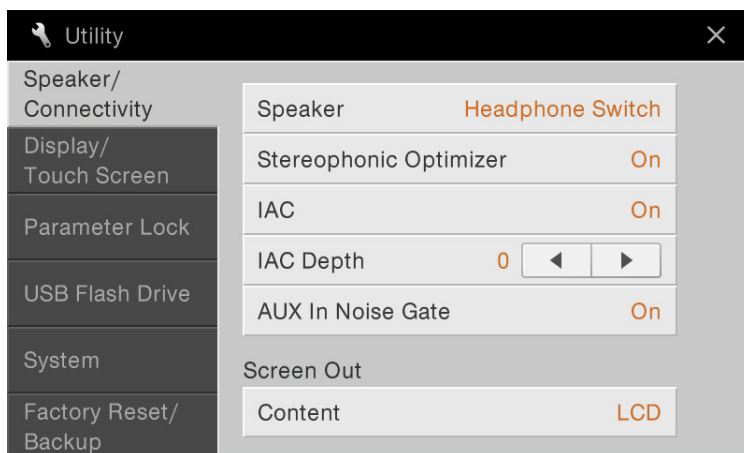 Utility
Speaker/
Connectivity
Display/
Touch Screen
Parameter Lock
USB Flash Drive
System
Factory Reset/
Backup
Speaker Headphone Switch
Stereophonic Optimizer On
IAC On
IAC Depth 0
AUX In Noise Gate On
Screen Out
Content LCD